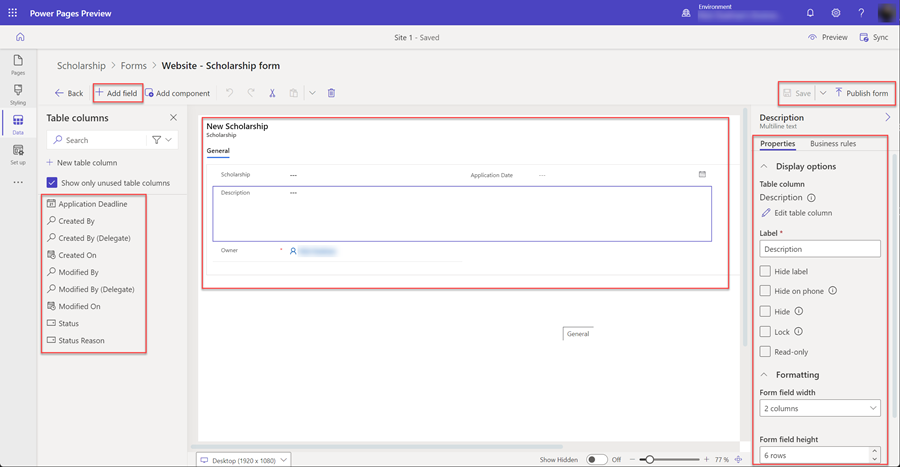 Power Pages Preview
Environment
Site 1 - Saved
Preview
Sync
Pages
Styling
Data
Set up
Scholarship > Forms > Website - Scholarship form
Back
Add field
Add component
Save
Publish form
Table columns
Search
New table column
Show only unused table columns
Application Deadline
Created By
Created By (Delegate)
Created On
Modified By
Modified By (Delegate)
Modified On
Status
Status Reason
New Scholarship
Scholarship
General
Scholarship
---
Application Date
---
Description
---
Owner
*
General
Description
Multiline text
Properties
Business rules
Display options
Table column
Description
Edit table column
Label *
Description
Hide label
Hide on phone
Hide
Lock
Read-only
Formatting
Form field width
2 columns
Form field height
6 rows
Desktop (1920 x 1080)
Show Hidden
Off
77 %